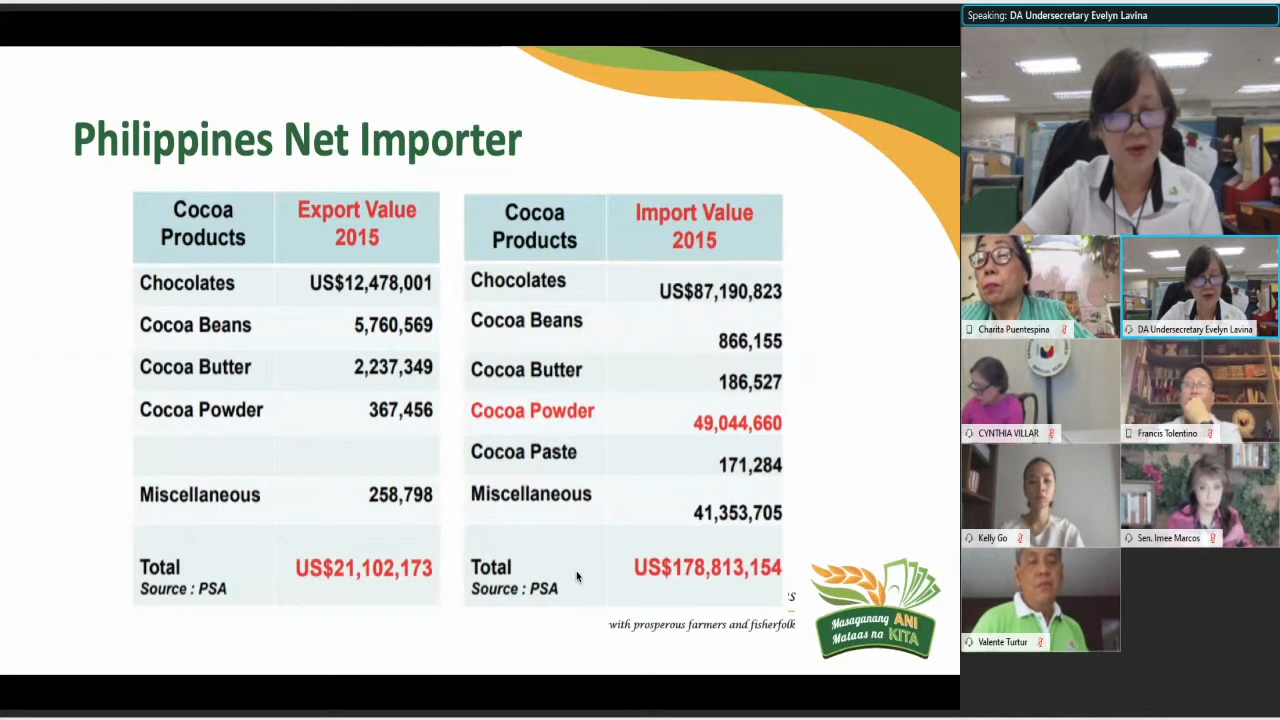 Speaking: DA Undersecretary Evelyn Lavina
Philippines Net Importer
Cocoa Products
Export Value 2015
Chocolates US$12,478,001
Cocoa Beans 5,760,569
Cocoa Butter 2,237,349
Cocoa Powder 367,456
Miscellaneous 258,798
Total US$21,102,173
Source : PSA
Cocoa Products
Import Value 2015
Chocolates US$87,190,823
Cocoa Beans 866,155
Cocoa Butter 186,527
Cocoa Powder 49,044,660
Cocoa Paste 171,284
Miscellaneous 41,353,705
Total US$178,813,154
Source : PSA
with prosperous farmers and fisherfolk
Masaganang ANI
Mataas na KITA
Charita Puentespina
DA Undersecretary Evelyn Lavina
CYNTHIA VILLAR
Francis Tolentino
Kelly Go
Sen. Imee Marcos
Valente Turtur